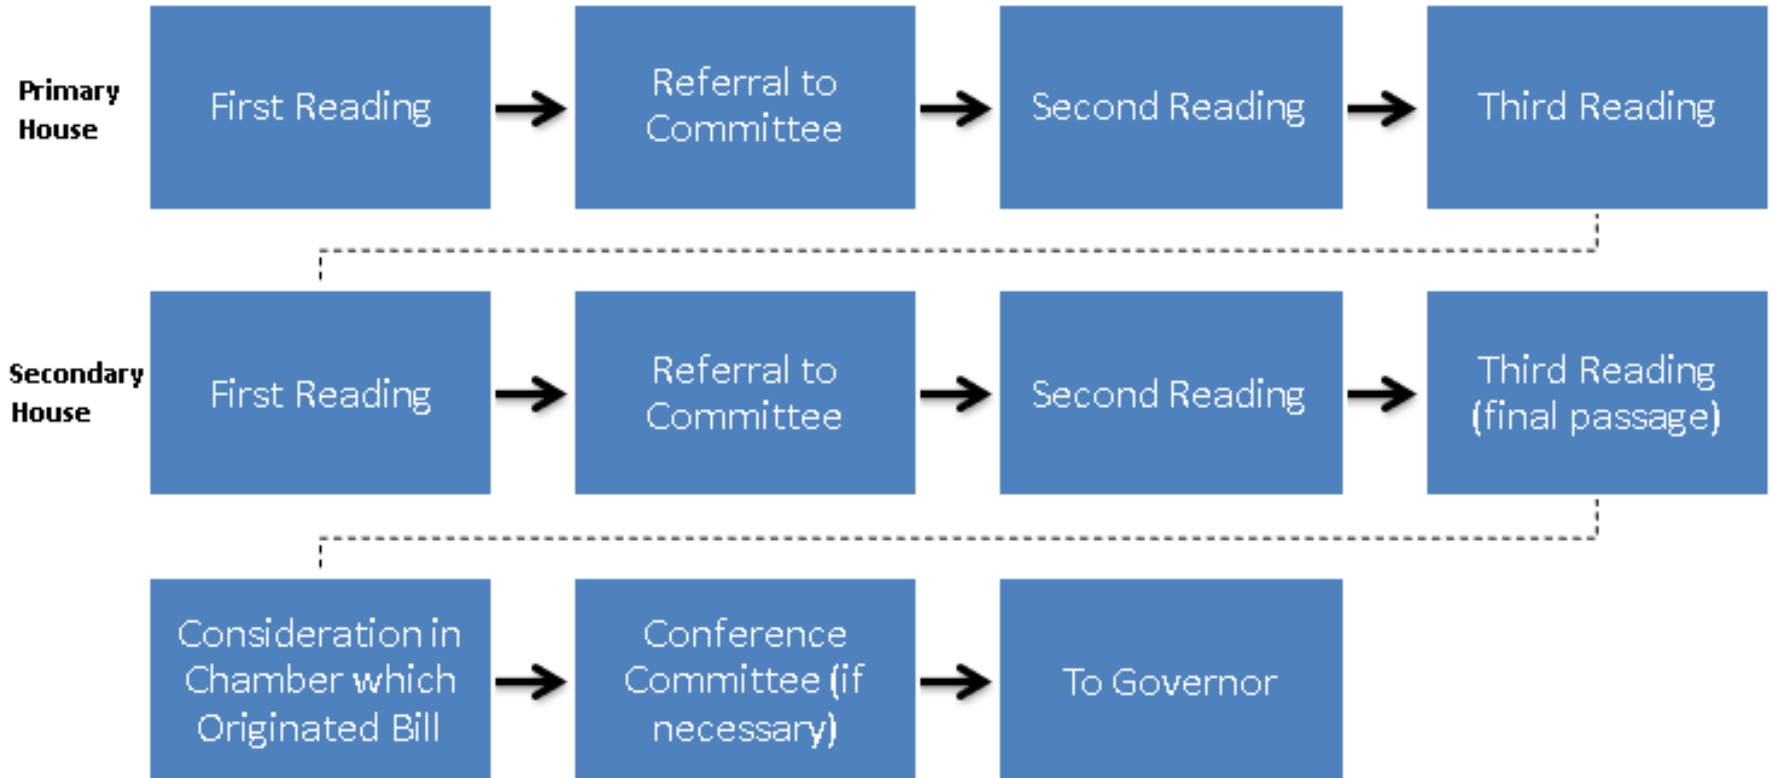 Primary
House
First Reading
Referral to
Committee
Second Reading
Third Reading
Secondary
House
First Reading
Referral to
Committee
Second Reading
Third Reading
(final passage)
Consideration in
Chamber which
Originated Bill
Conference
Committee (if
necessary)
To Governor